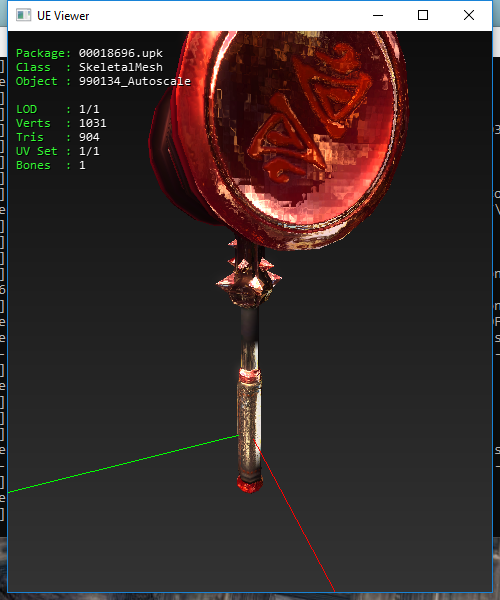 UE Viewer
Package: 00018696.upk
Class : SkeletalMesh
Object : 990134_Autoscale
LOD : 1/1
Verts : 1031
Tris : 904
UV Set : 1/1
Bones : 1